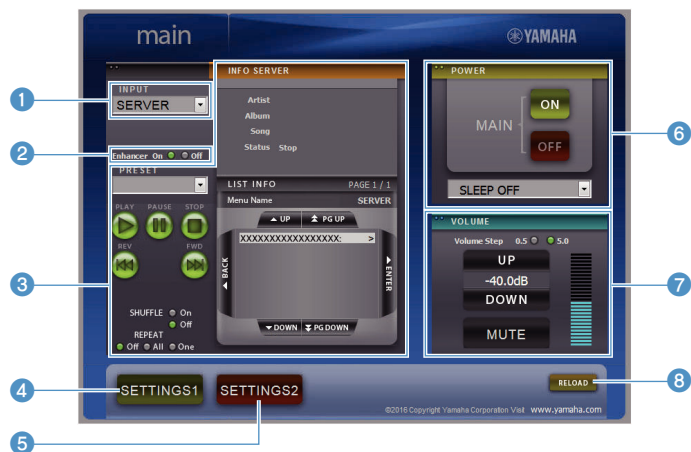 main
YAMAHA
INPUT
SERVER
Enhancer On Off
PRESET
PLAY PAUSE STOP
REV FWD
SHUFFLE On
Off
REPEAT
Off All One
INFO SERVER
Artist
Album
Song
Status Stop
LIST INFO PAGE 1 / 1
Menu Name SERVER
UP PG UP
XXXXXXXXXXXXXXXXX: >
BACK
ENTER
DOWN PG DOWN
POWER
MAIN
ON
OFF
SLEEP OFF
VOLUME
Volume Step 0.5 5.0
UP
-40.0dB
DOWN
MUTE
SETTINGS1 SETTINGS2
RELOAD
©2016 Copyright Yamaha Corporation Visit www.yamaha.com
1
2
3
4
5
6
7
8